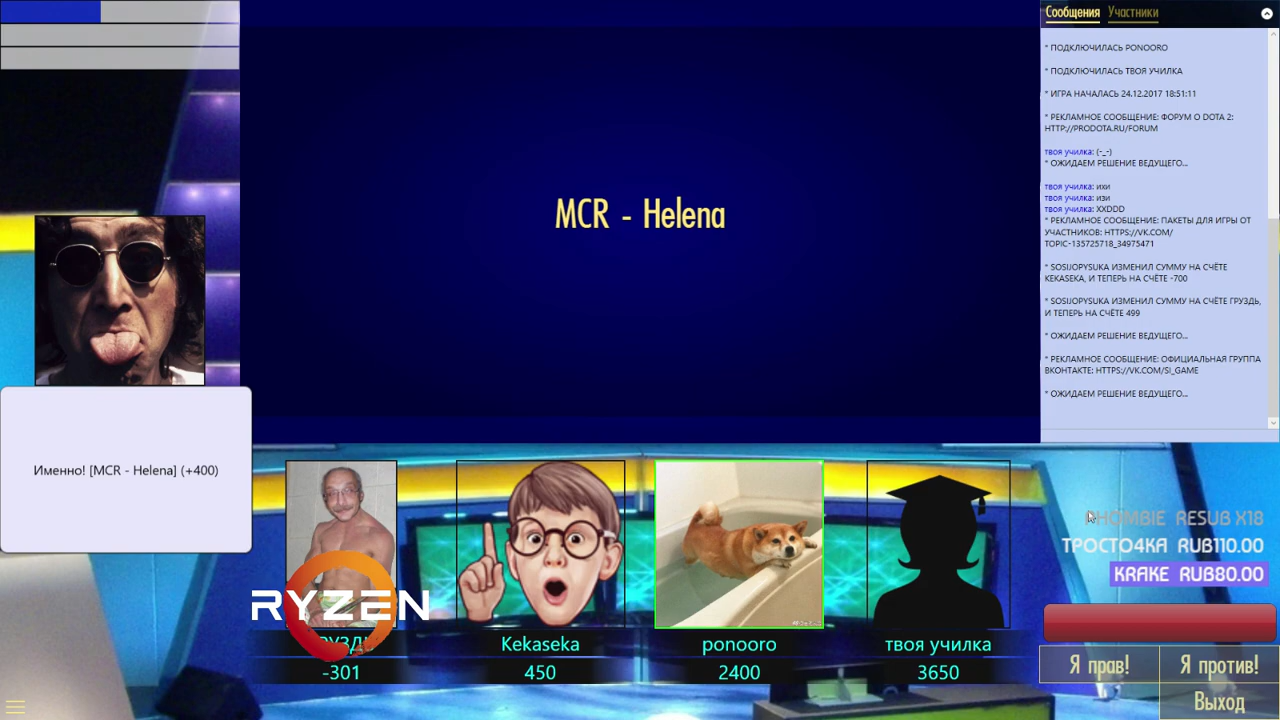 MCR - Helena
Сообщения Участники
* ПОДКЛЮЧИЛАСЬ PONOORO
* ПОДКЛЮЧИЛАСЬ ТВОЯ УЧИЛКА
* ИГРА НАЧАЛАСЬ 24.12.2017 18:51:11
* РЕКЛАМНОЕ СООБЩЕНИЕ: ФОРУМ О DOTA 2:
HTTP://PRODOTA.RU/FORUM
твоя училка: (-_-)
* ОЖИДАЕМ РЕШЕНИЕ ВЕДУЩЕГО...
твоя училка: ихи
твоя училка: изи
твоя училка: XXDDD
* РЕКЛАМНОЕ СООБЩЕНИЕ: ПАКЕТЫ ДЛЯ ИГРЫ ОТ
УЧАСТНИКОВ: HTTPS://VK.COM/
TOPIC-135725718_34975471
* SOSIJOPYSUKA ИЗМЕНИЛ СУММУ НА СЧЁТЕ
KEKASEKA, И ТЕПЕРЬ НА СЧЁТЕ -700
* SOSIJOPYSUKA ИЗМЕНИЛ СУММУ НА СЧЁТЕ ГРУЗДЬ,
И ТЕПЕРЬ НА СЧЁТЕ 499
* ОЖИДАЕМ РЕШЕНИЕ ВЕДУЩЕГО...
* РЕКЛАМНОЕ СООБЩЕНИЕ: ОФИЦИАЛЬНАЯ ГРУППА
ВКОНТАКТЕ: HTTPS://VK.COM/SI_GAME
* ОЖИДАЕМ РЕШЕНИЕ ВЕДУЩЕГО...
Именно! [MCR - Helena] (+400)
RYZEN
Kekaseka
ponooro
твоя училка
-301
450
2400
3650
RESUB X18
ТРОСТО4КА RUB110.00
KRAKE RUB80.00
Я прав!
Я против!
Выход